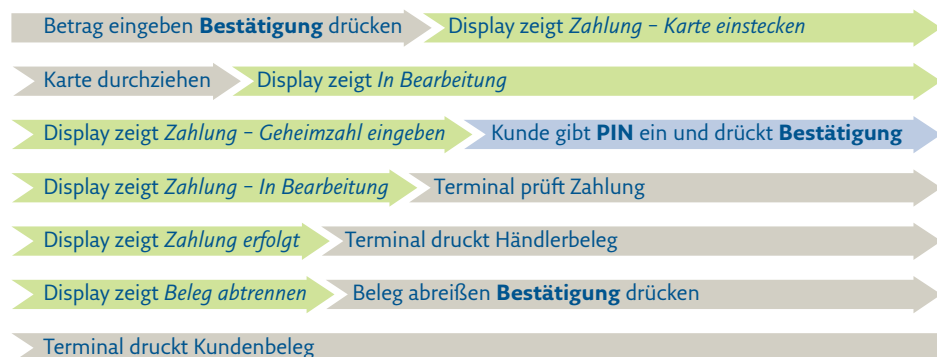 Betrag eingeben Bestätigung drücken Display zeigt Zahlung – Karte einstecken
Karte durchziehen Display zeigt In Bearbeitung
Display zeigt Zahlung – Geheimzahl eingeben Kunde gibt PIN ein und drückt Bestätigung
Display zeigt Zahlung – In Bearbeitung Terminal prüft Zahlung
Display zeigt Zahlung erfolgt Terminal druckt Händlerbeleg
Display zeigt Beleg abtrennen Beleg abreißen Bestätigung drücken
Terminal druckt Kundenbeleg